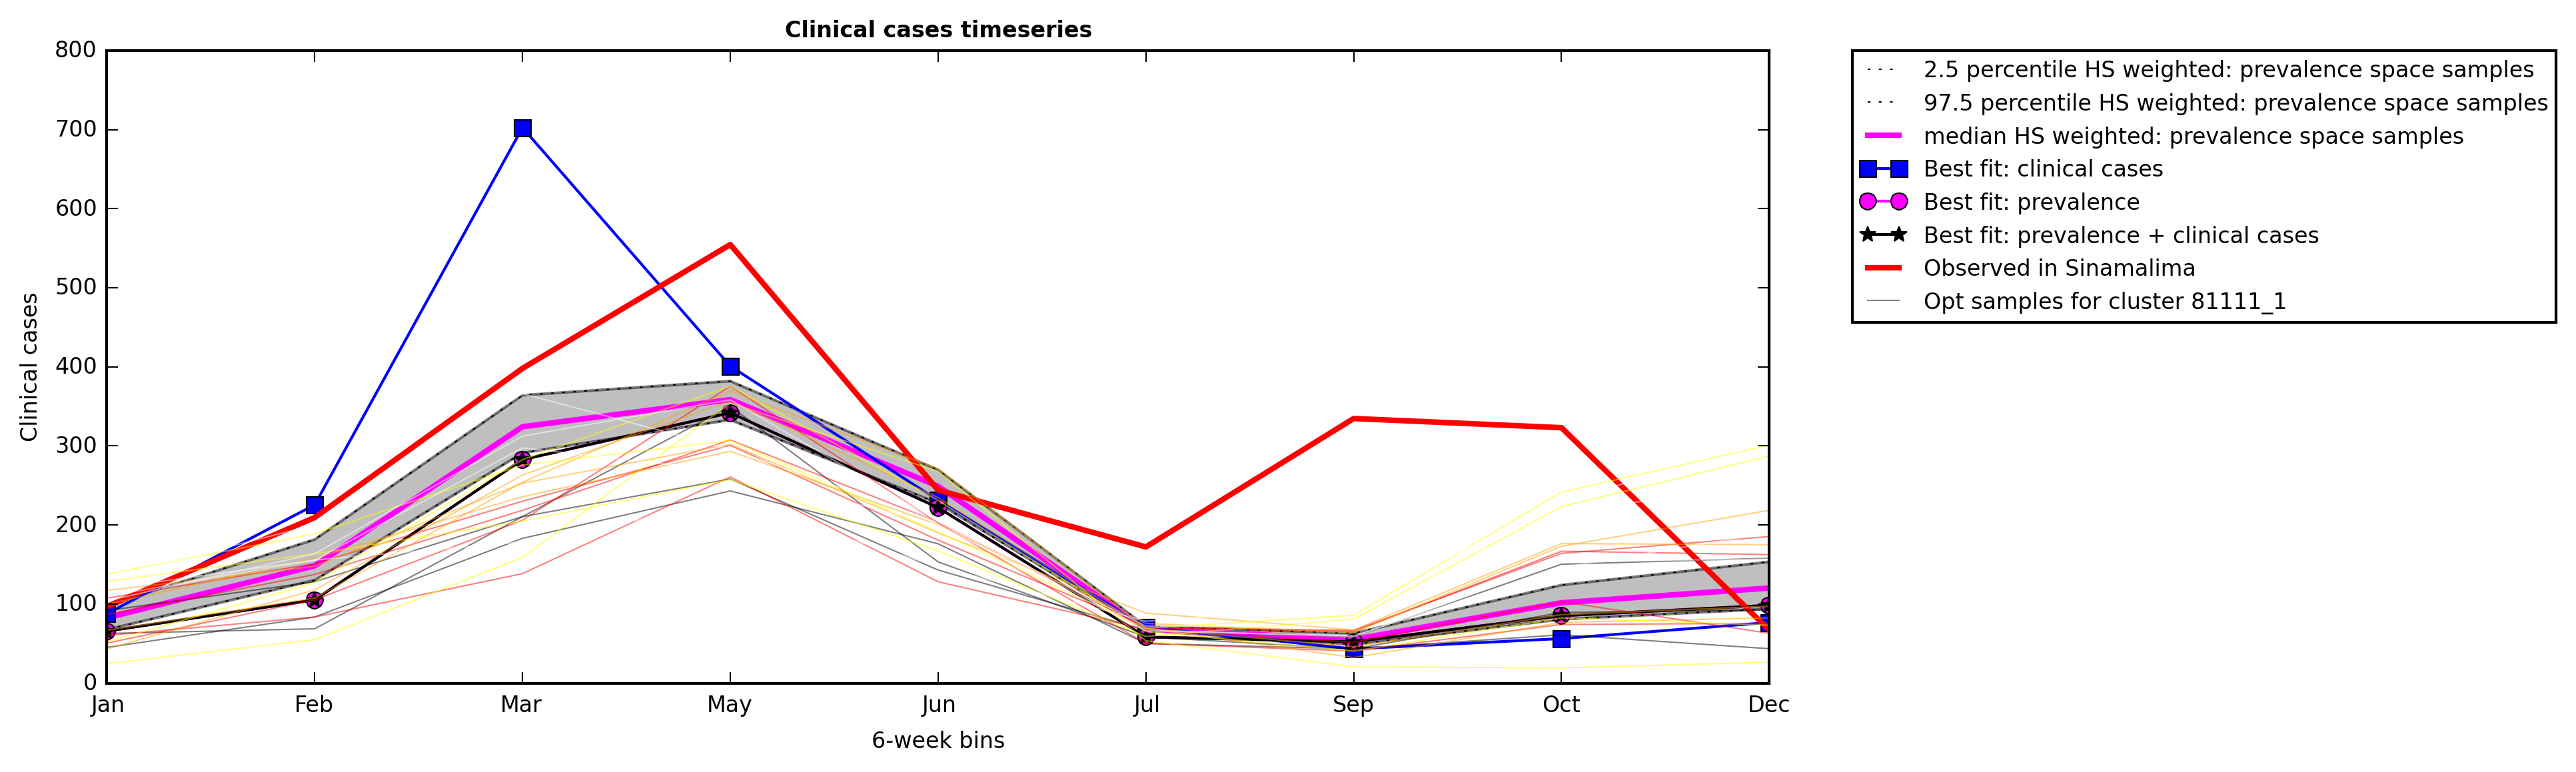 Clinical cases timeseries
800
700
600
500
400
300
200
100
0
Clinical cases
Jan Feb Mar May Jun Jul Sep Oct Dec
6-week bins
2.5 percentile HS weighted: prevalence space samples
97.5 percentile HS weighted: prevalence space samples
median HS weighted: prevalence space samples
Best fit: clinical cases
Best fit: prevalence
Best fit: prevalence + clinical cases
Observed in Sinamalima
Opt samples for cluster 81111_1